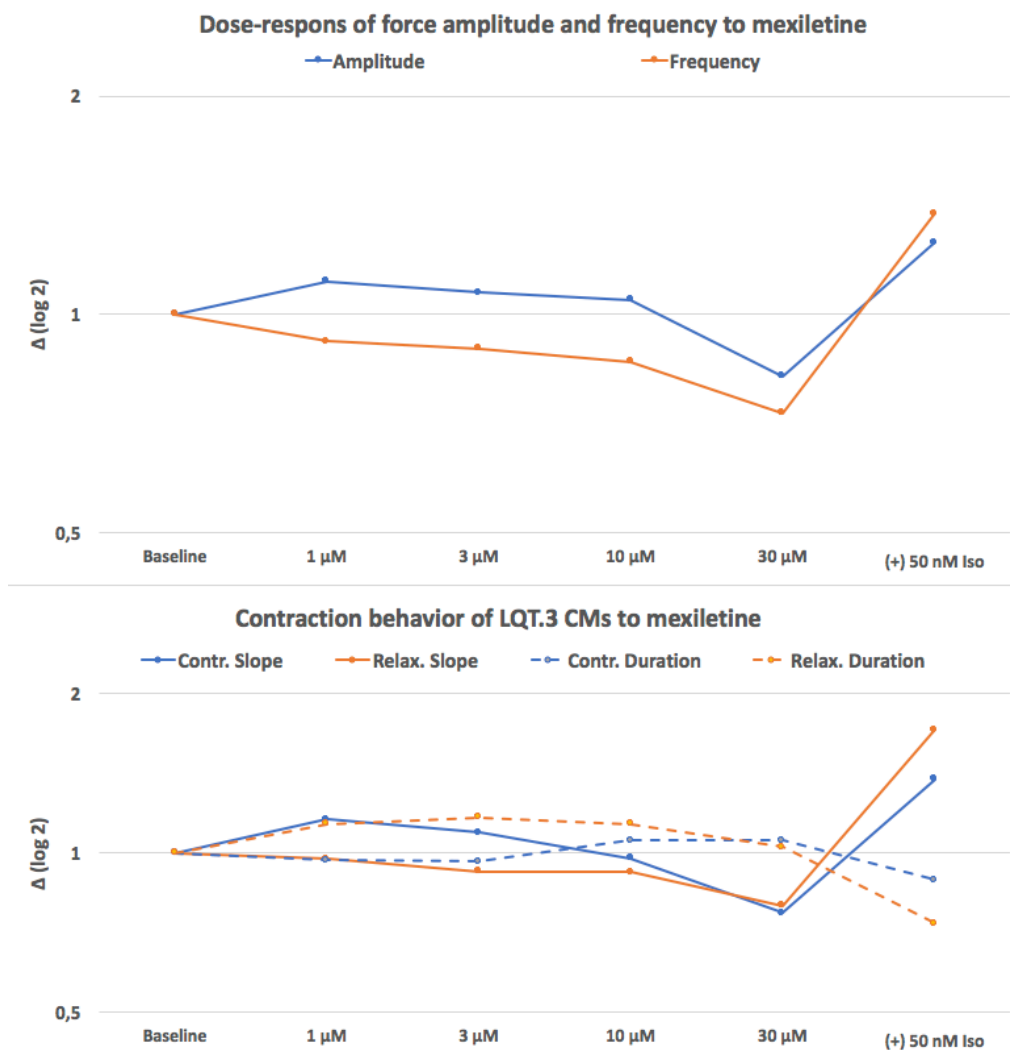 Dose-respons of force amplitude and frequency to mexiletine
Amplitude Frequency
2
Δ (log 2)
1
0,5
Baseline 1 μM 3 μM 10 μM 30 μM (+) 50 nM Iso
Contraction behavior of LQT.3 CMs to mexiletine
Contr. Slope Relax. Slope Contr. Duration Relax. Duration
2
Δ (log 2)
1
0,5
Baseline 1 μM 3 μM 10 μM 30 μM (+) 50 nM Iso